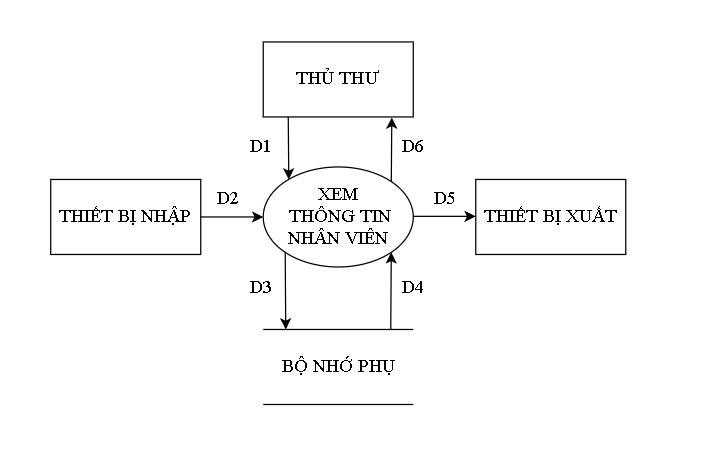 THỦ THƯ
D1
D6
THIẾT BỊ NHẬP
D2
XEM
THÔNG TIN
NHÂN VIÊN
D5
THIẾT BỊ XUẤT
D3
D4
BỘ NHỚ PHỤ